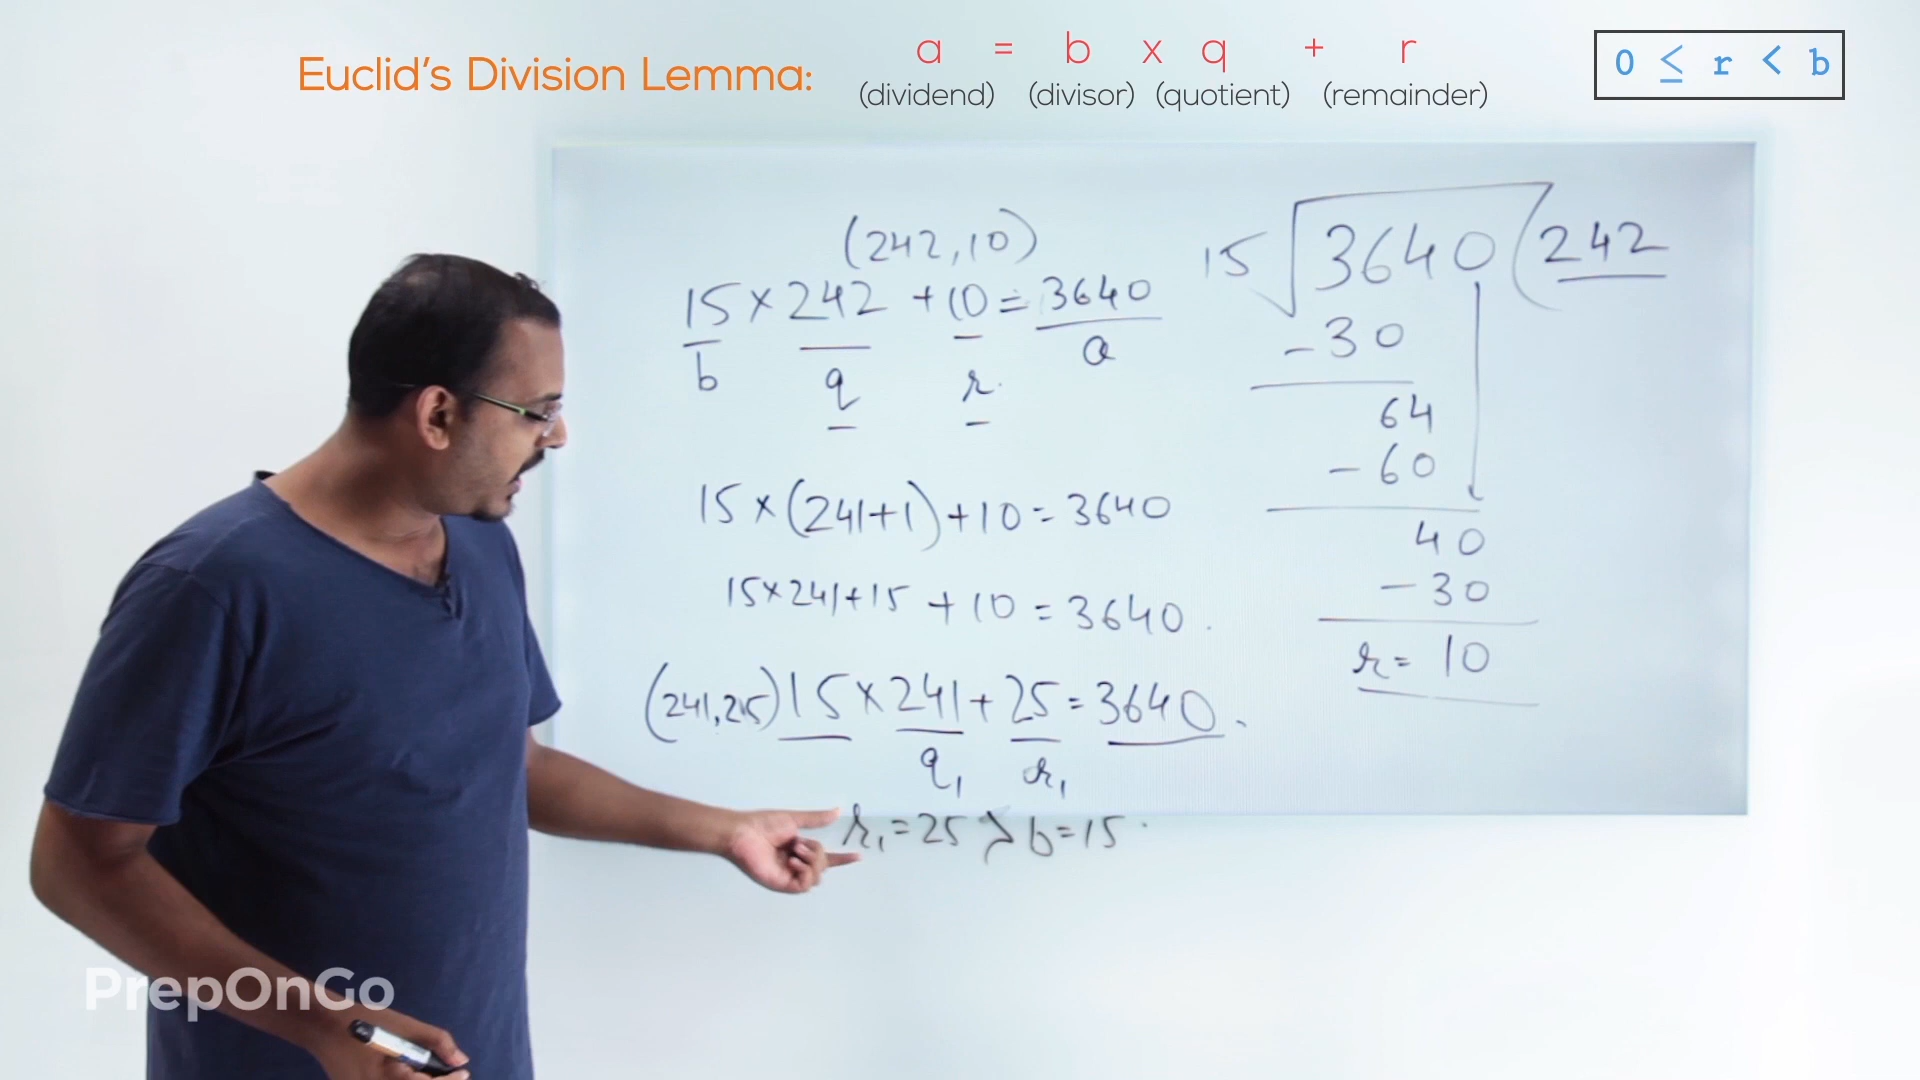 Euclid's Division Lemma: a = b x q + r
(dividend) (divisor) (quotient) (remainder)
0 ≤ r < b
(242,10)
15 × 242 + 10 = 3640
b q r a
15 × (241+1) + 10 = 3640
15×241+15 + 10 = 3640.
(241,25) 15 × 241 + 25 = 3640.
q₁ r₁
r₁ = 25 > b = 15.
15 3640 242
-30
64
-60
40
-30
r = 10
PrepOnGo